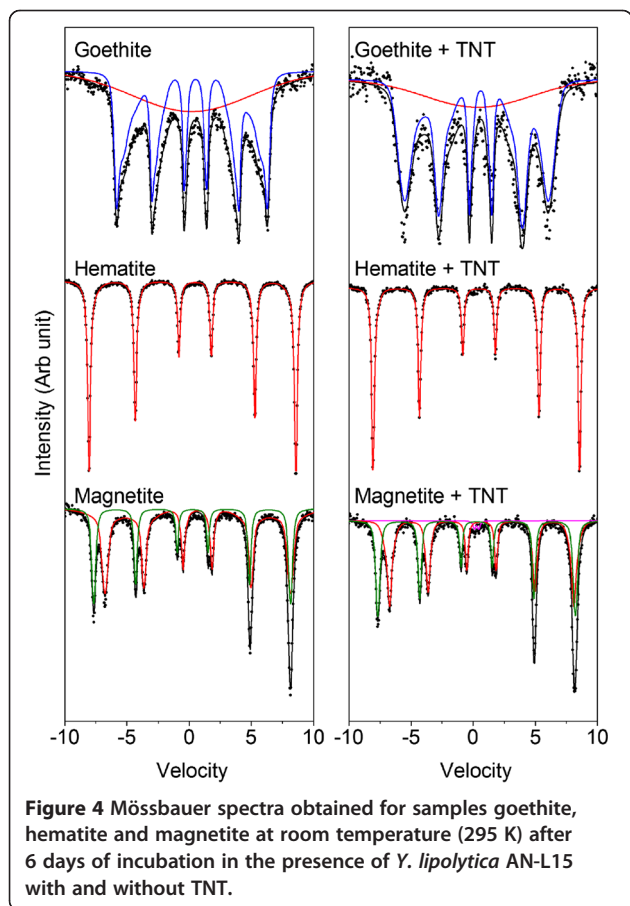 Goethite
Goethite + TNT
Hematite
Hematite + TNT
Magnetite
Magnetite + TNT
Intensity (Arb unit)
-10 -5 0 5 10
-10 -5 0 5 10
Velocity
Velocity
Figure 4 Mössbauer spectra obtained for samples goethite,
hematite and magnetite at room temperature (295 K) after
6 days of incubation in the presence of Y. lipolytica AN-L15
with and without TNT.